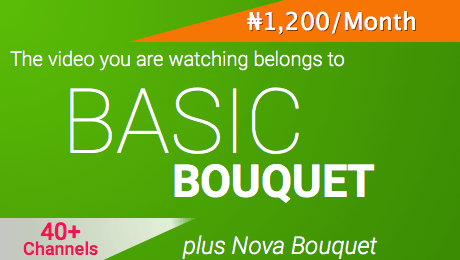 ₦1,200/Month
The video you are watching belongs to
BASIC
BOUQUET
40+
Channels
plus Nova Bouquet